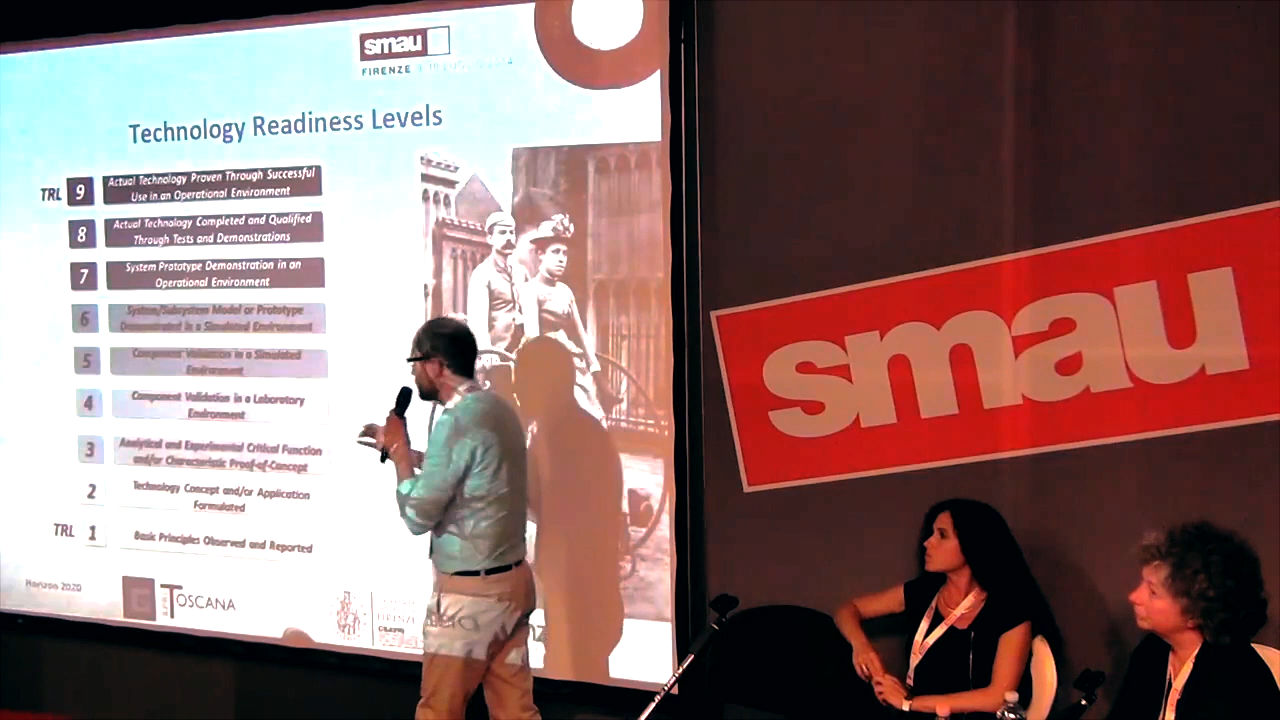 smau
FIRENZE
Technology Readiness Levels
TRL 9 Actual Technology Proven Through Successful
Use in an Operational Environment
8 Actual Technology Completed and Qualified
Through Tests and Demonstrations
7 System Prototype Demonstration in an
Operational Environment
6 System/Subsystem Model or Prototype
Demonstrated in a Simulated Environment
5 Component Validation in a Simulated
Environment
4 Component Validation in a Laboratory
Environment
3 Analytical and Experimental Critical Function
and/or Characteristic Proof-of-Concept
2 Technology Concept and/or Application
Formulated
TRL 1 Basic Principles Observed and Reported
Horizon 2020
TOSCANA
FIRENZE
smau